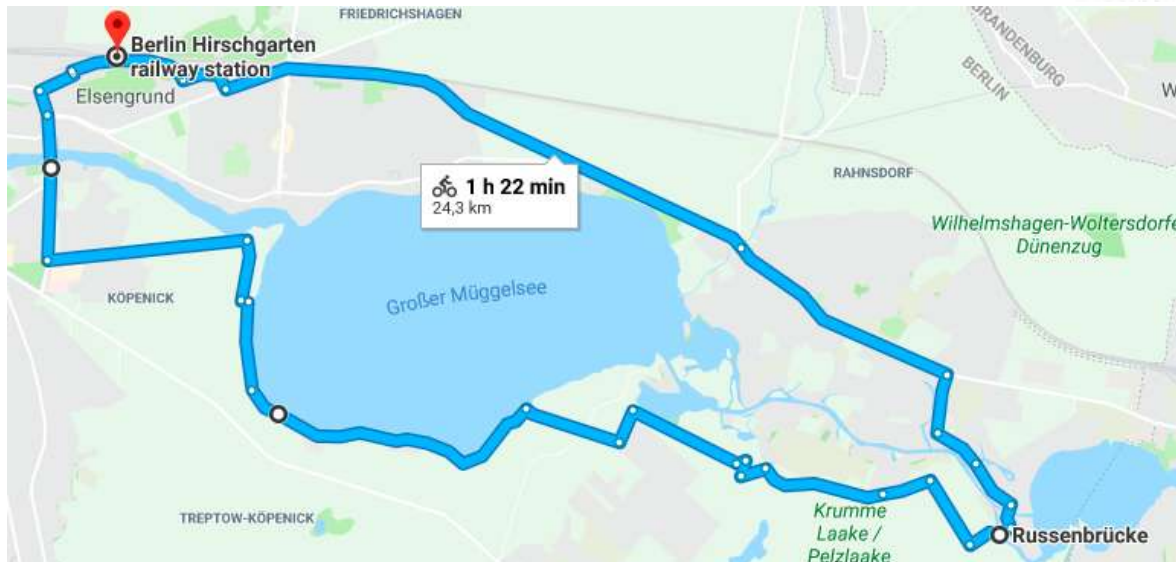 FRIEDRICHSHAGEN
BRANDENBURG
BERLIN
Berlin Hirschgarten
railway station
Elsengrund
W
1 h 22 min
24,3 km
RAHNSDORF
Wilhelmshagen-Woltersdorfe
Dünenzug
KÖPENICK
Großer Müggelsee
TREPTOW-KÖPENICK
Krumme
Laake /
Pelzlaake
Russenbrücke